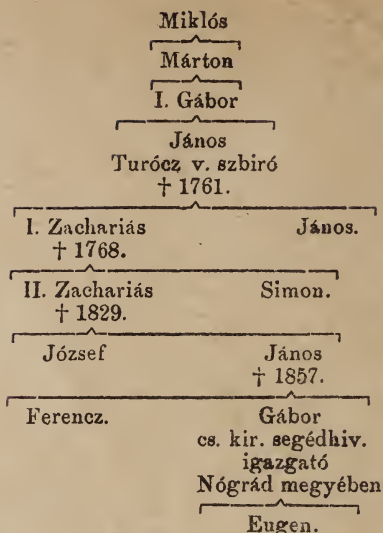 Miklós
Márton
I. Gábor
János
Turócz v. szbiró
† 1761.
I. Zachariás János.
† 1768.
II. Zachariás Simon.
† 1829.
József János
† 1857.
Ferencz. Gábor
cs. kir. segédhiv.
igazgató
Nógrád megyében
Eugen.